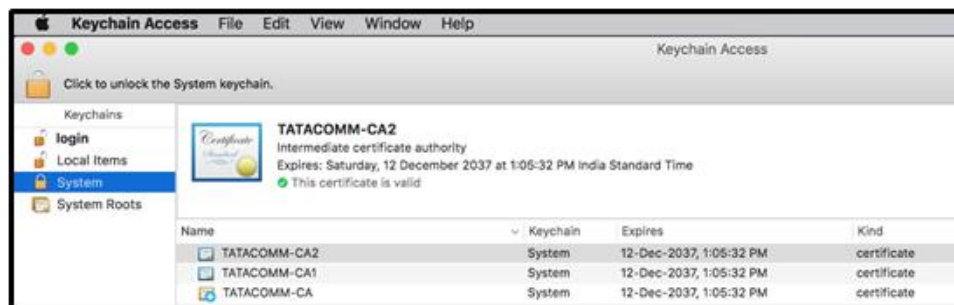 Keychain Access File Edit View Window Help
Keychain Access
Click to unlock the System keychain.
Keychains
login
Local Items
System
System Roots
Certificate
Standard
TATACOMM-CA2
Intermediate certificate authority
Expires: Saturday, 12 December 2037 at 1:05:32 PM India Standard Time
This certificate is valid
Name Keychain Expires Kind
TATACOMM-CA2 System 12-Dec-2037, 1:05:32 PM certificate
TATACOMM-CA1 System 12-Dec-2037, 1:05:32 PM certificate
TATACOMM-CA System 12-Dec-2037, 1:05:32 PM certificate